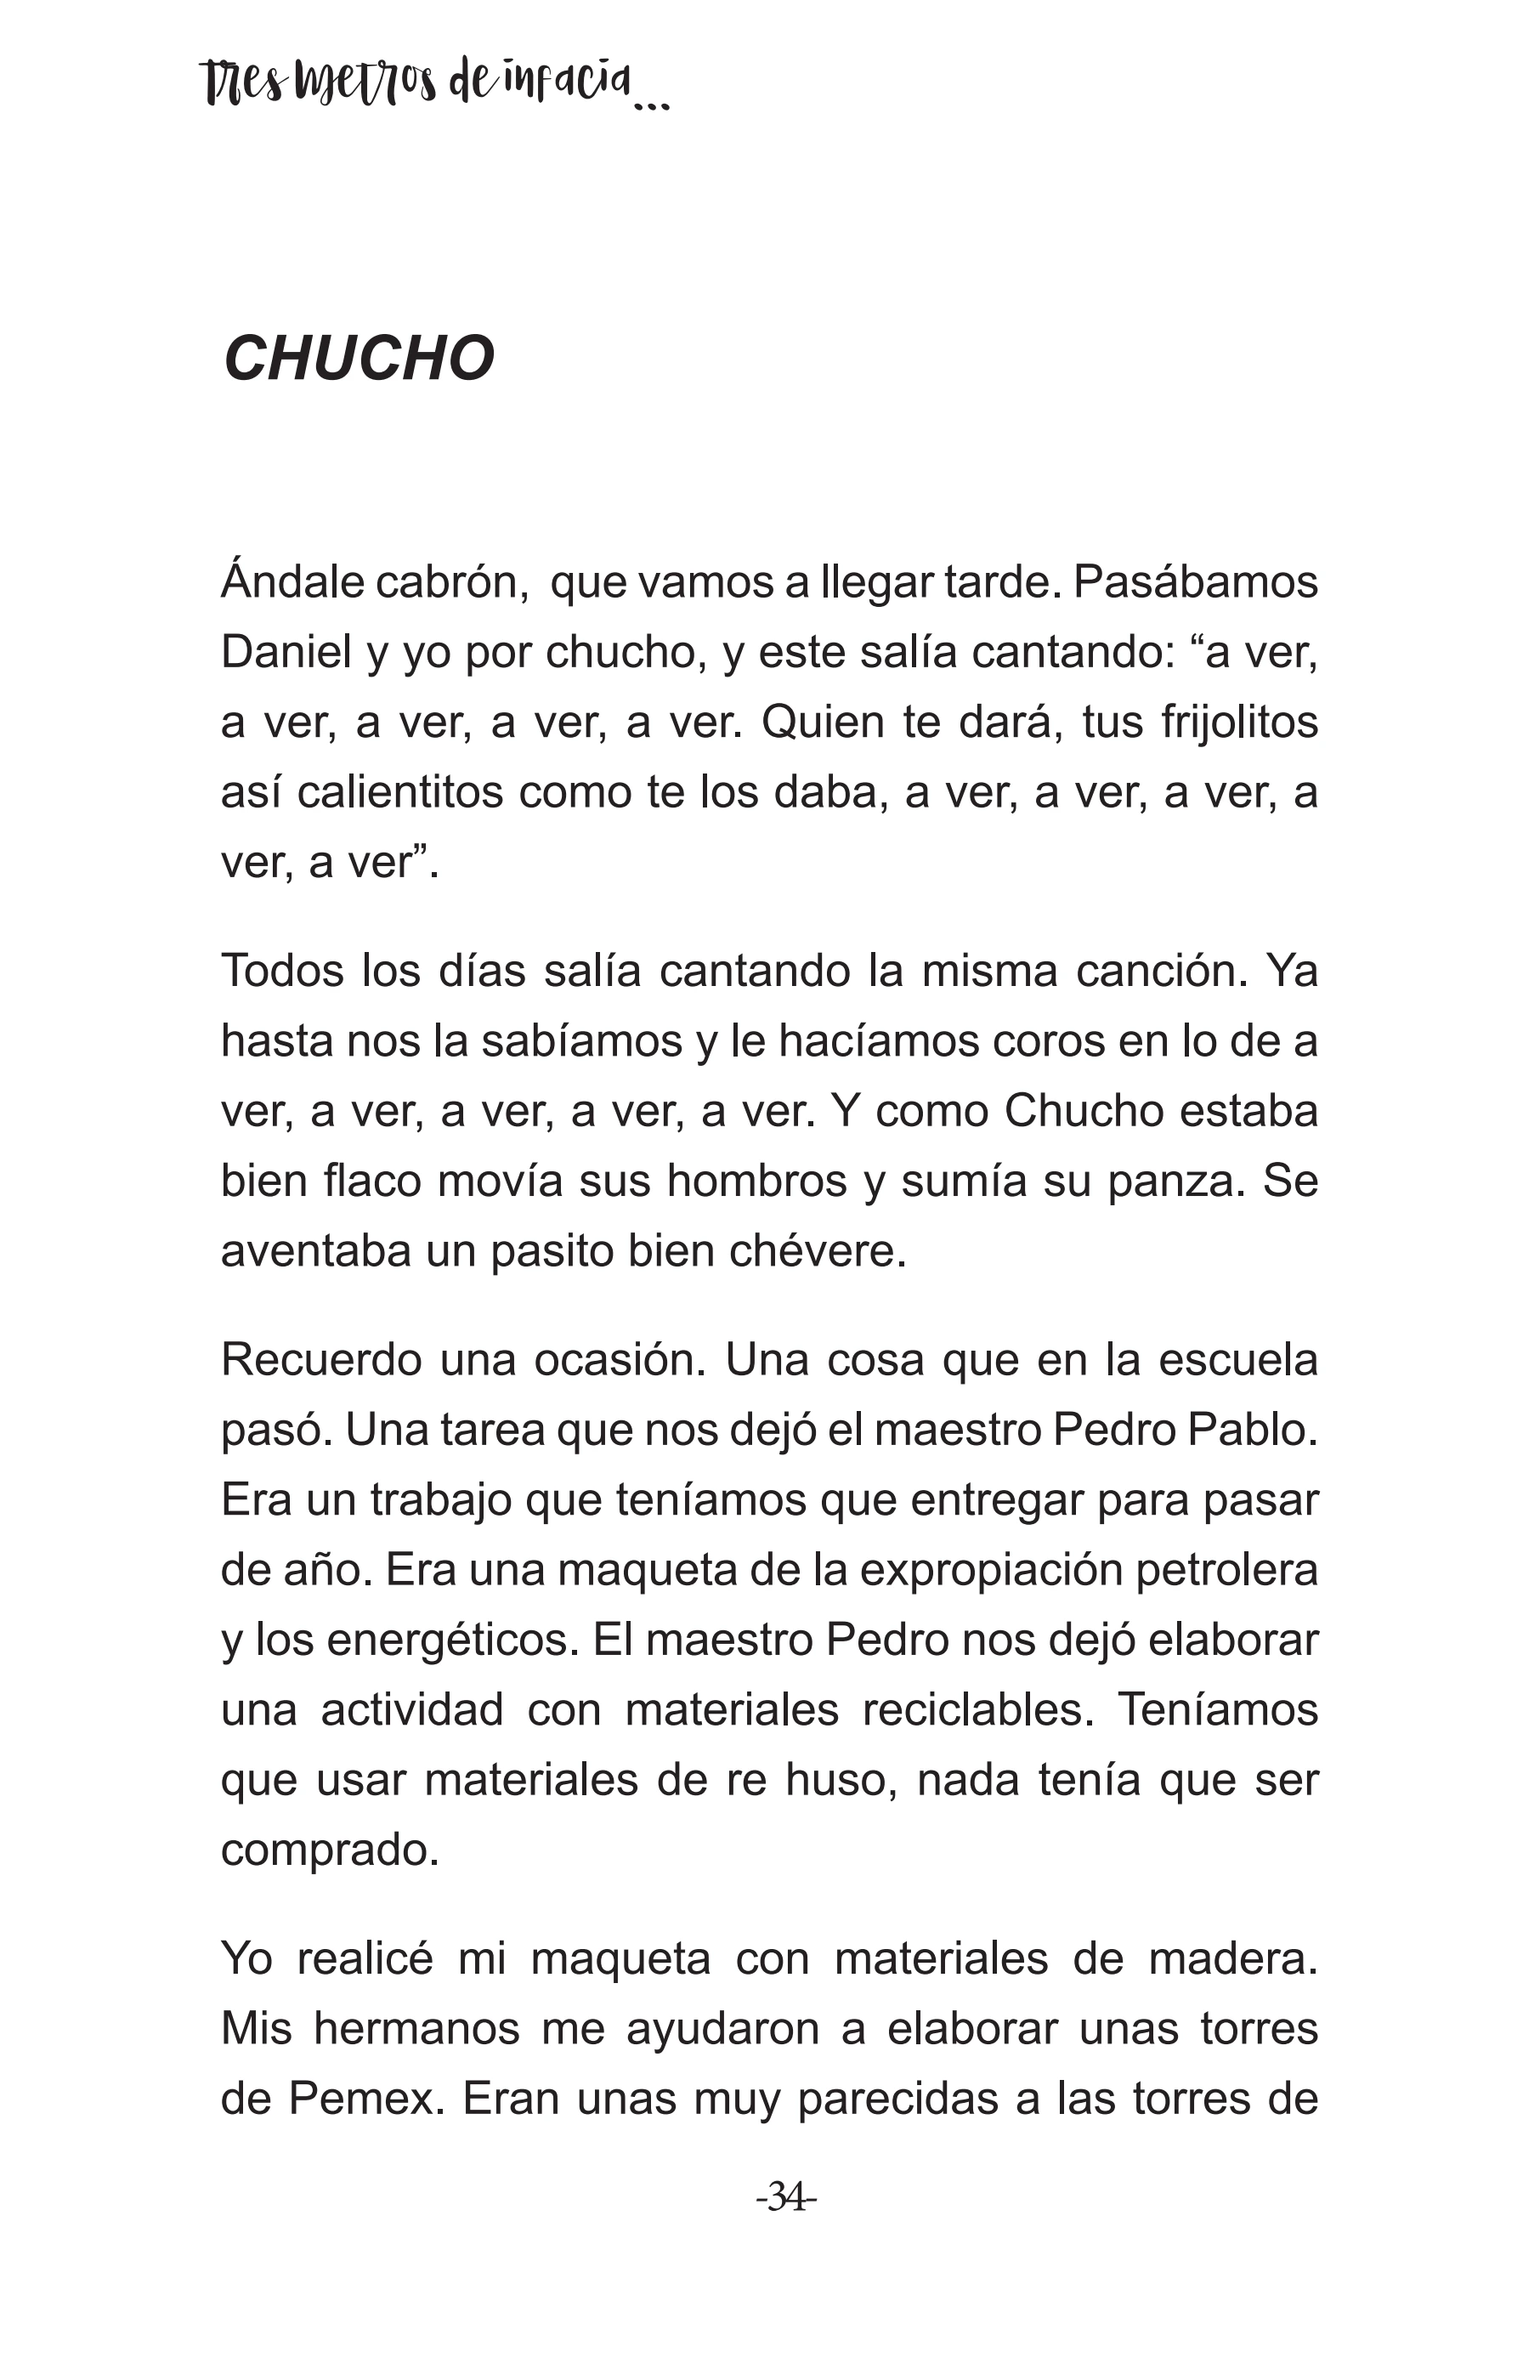 Tres metros de infacia...
CHUCHO
Ándale cabrón,  que vamos a llegar tarde. Pasábamos
Daniel y yo por chucho, y este salía cantando: “a ver,
a ver, a ver, a ver, a ver. Quien te dará, tus frijolitos
así calientitos como te los daba, a ver, a ver, a ver, a
ver, a ver”.
Todos los días salía cantando la misma canción. Ya
hasta nos la sabíamos y le hacíamos coros en lo de a
ver, a ver, a ver, a ver, a ver. Y como Chucho estaba
bien flaco movía sus hombros y sumía su panza. Se
aventaba un pasito bien chévere.
Recuerdo una ocasión. Una cosa que en la escuela
pasó. Una tarea que nos dejó el maestro Pedro Pablo.
Era un trabajo que teníamos que entregar para pasar
de año. Era una maqueta de la expropiación petrolera
y los energéticos. El maestro Pedro nos dejó elaborar
una actividad con materiales reciclables. Teníamos
que usar materiales de re huso, nada tenía que ser
comprado.
Yo realicé mi maqueta con materiales de madera.
Mis hermanos me ayudaron a elaborar unas torres
de Pemex. Eran unas muy parecidas a las torres de
-34-